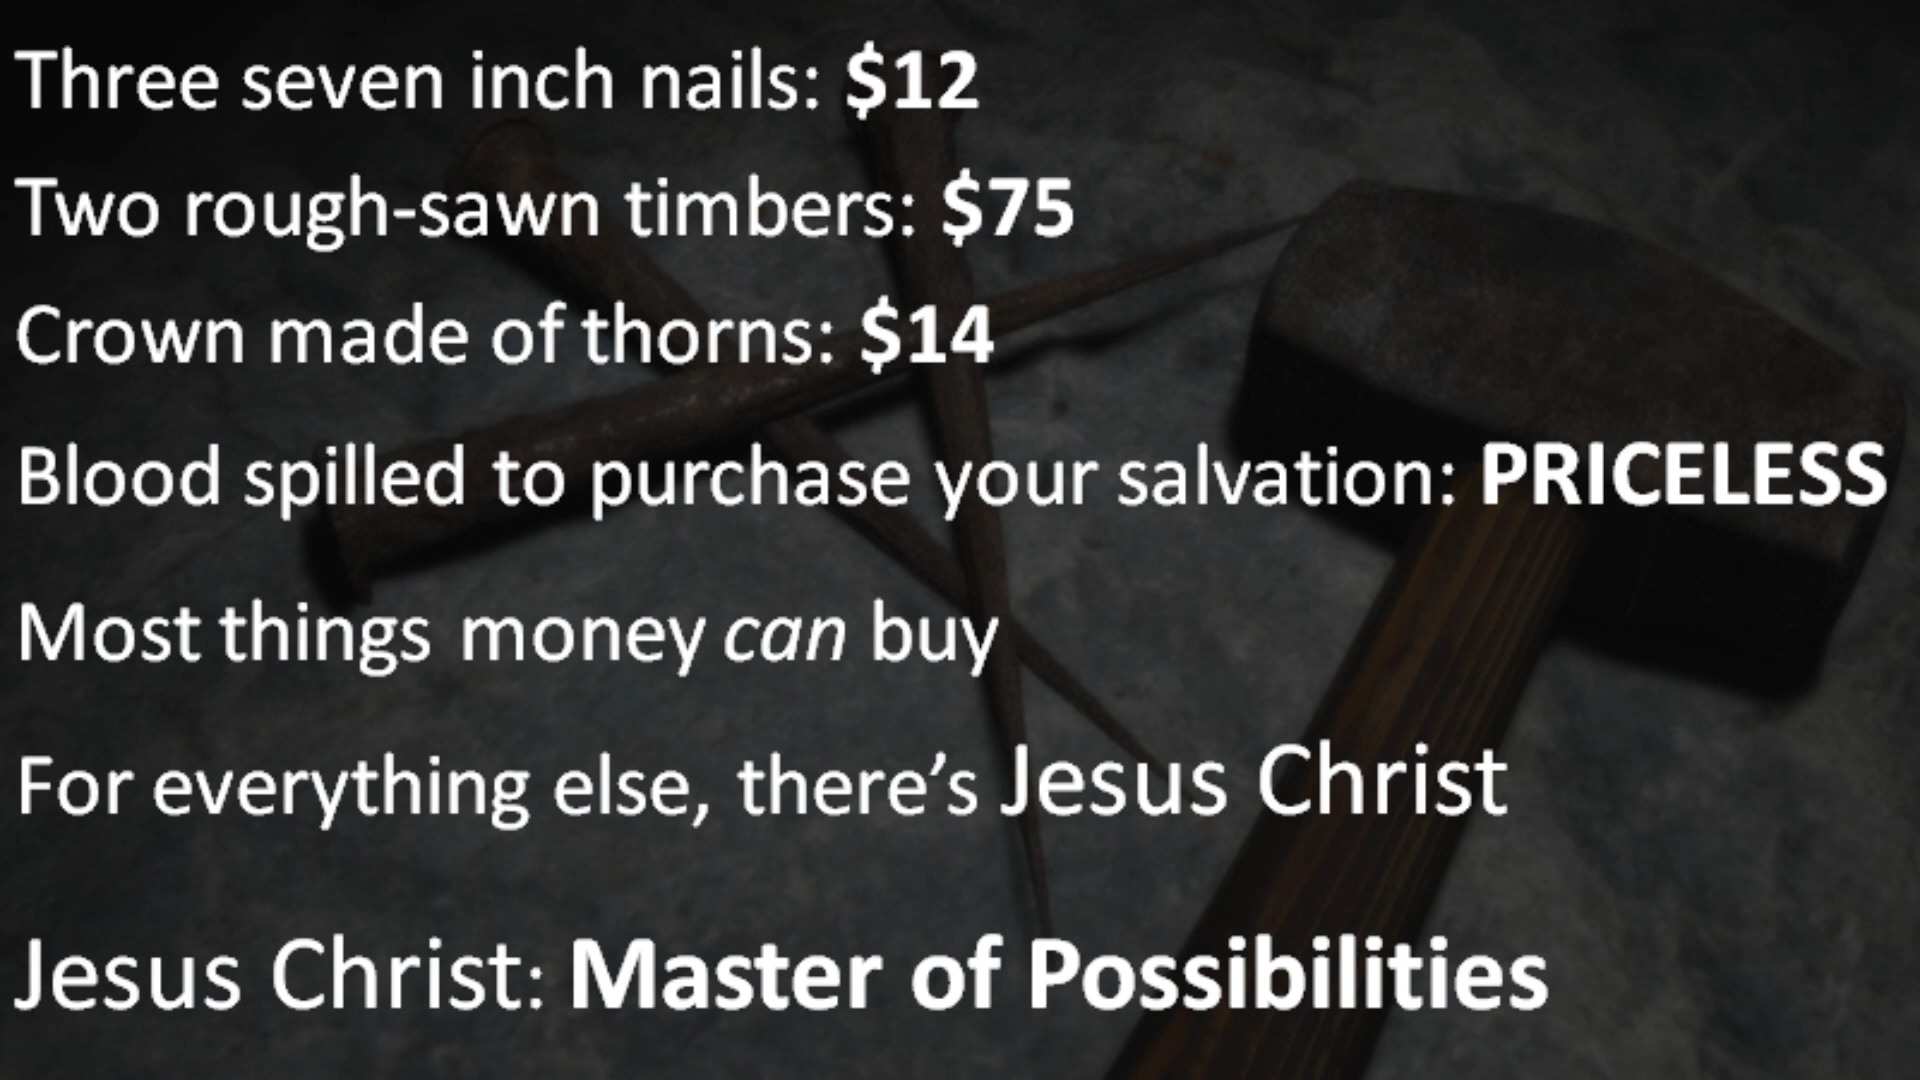 Three seven inch nails: $12
Two rough-sawn timbers: $75
Crown made of thorns: $14
Blood spilled to purchase your salvation: PRICELESS
Most things money can buy
For everything else, there’s Jesus Christ
Jesus Christ: Master of Possibilities